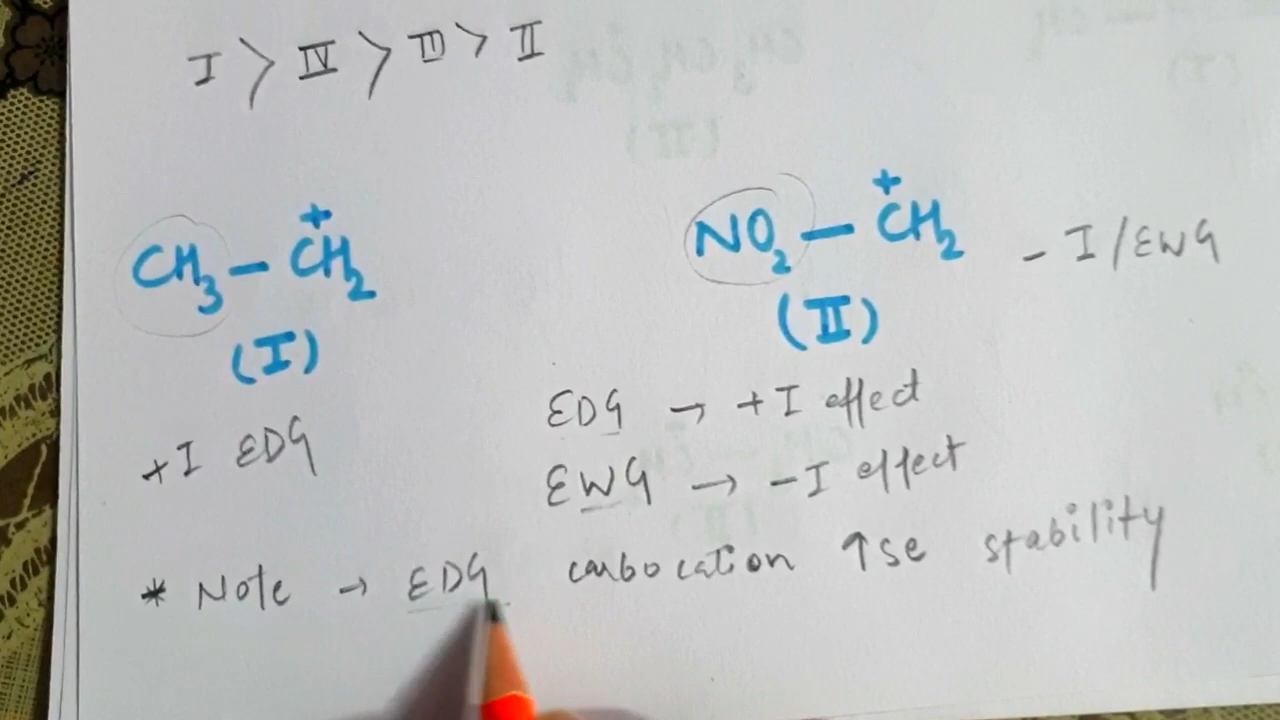 I > IV > III > II
CH₃ – C⁺H₂
(I)
NO₂ – C⁺H₂ - I/EWG
(II)
+I EDG
EDG → +I effect
EWG → -I effect
* Note → EDG carbocation ↑se stability